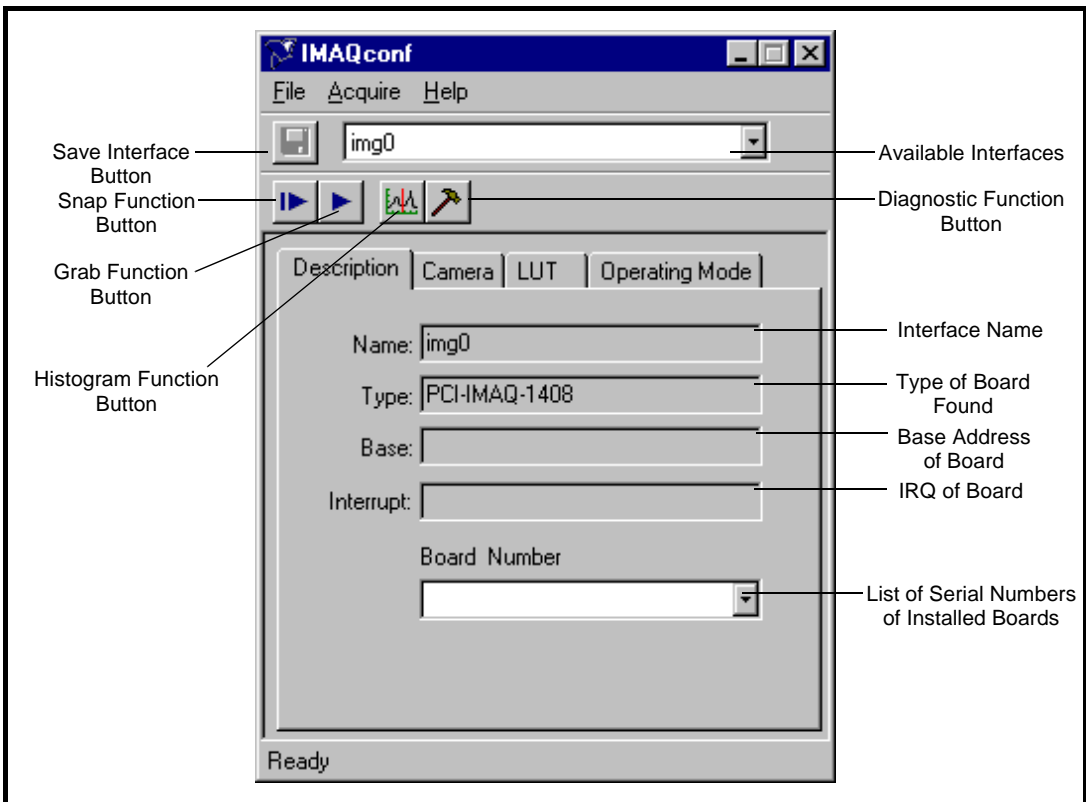 IMAQconf
File Acquire Help
img0
Save Interface
Button
Available Interfaces
Snap Function
Button
Diagnostic Function
Button
Grab Function
Button
Histogram Function
Button
Description Camera LUT Operating Mode
Name: img0
Interface Name
Type: PCI-IMAQ-1408
Type of Board
Found
Base:
Base Address
of Board
Interrupt:
IRQ of Board
Board Number
List of Serial Numbers
of Installed Boards
Ready